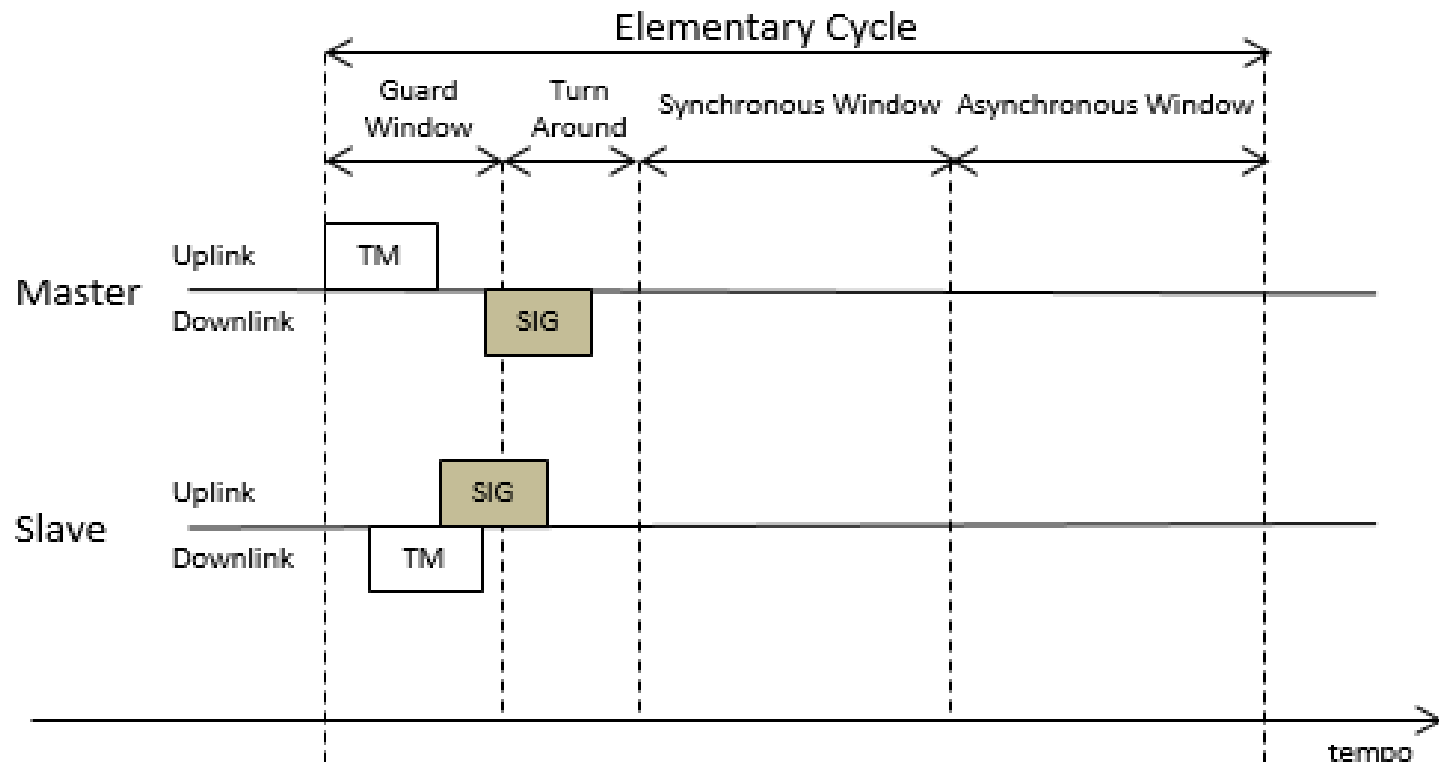 Elementary Cycle
Guard
Window
Turn
Around
Synchronous Window
Asynchronous Window
Uplink
TM
Master
Downlink
SIG
Uplink
SIG
Slave
Downlink
TM
tempo